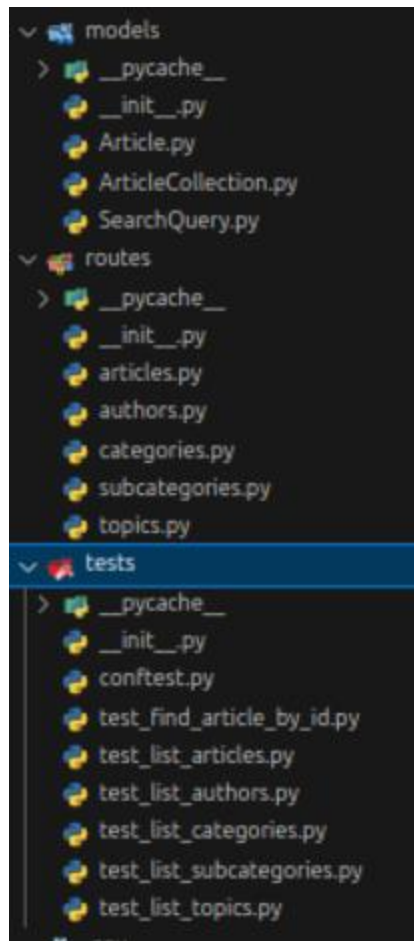 models
__pycache__
__init__.py
Article.py
ArticleCollection.py
SearchQuery.py
routes
__pycache__
__init__.py
articles.py
authors.py
categories.py
subcategories.py
topics.py
tests
__pycache__
__init__.py
conftest.py
test_find_article_by_id.py
test_list_articles.py
test_list_authors.py
test_list_categories.py
test_list_subcategories.py
test_list_topics.py